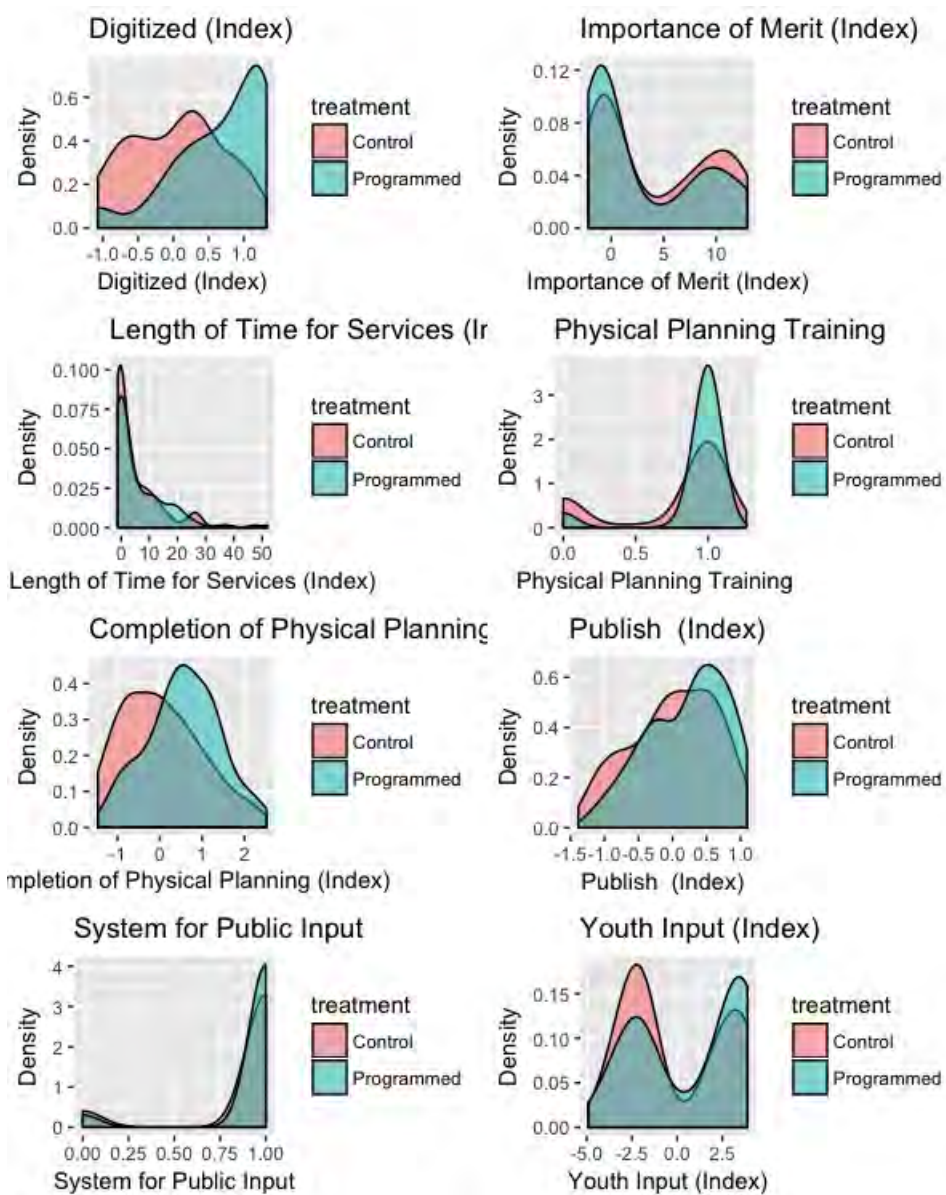 Digitized (Index)
Density
0.6
0.4
0.2
0.0
-1.0 -0.5 0.0 0.5 1.0
Digitized (Index)
treatment
Control
Programmed
Importance of Merit (Index)
Density
0.12
0.08
0.04
0.00
0 5 10
Importance of Merit (Index)
treatment
Control
Programmed
Length of Time for Services (Ir
Density
0.100
0.075
0.050
0.025
0.000
0 10 20 30 40 50
Length of Time for Services (Index)
treatment
Control
Programmed
Physical Planning Training
Density
3
2
1
0
0.0 0.5 1.0
Physical Planning Training
treatment
Control
Programmed
Completion of Physical Planning
Density
0.4
0.3
0.2
0.1
0.0
-1 0 1 2
mpletion of Physical Planning (Index)
treatment
Control
Programmed
Publish (Index)
Density
0.6
0.4
0.2
0.0
-1.5 -1.0 -0.5 0.0 0.5 1.0
Publish (Index)
treatment
Control
Programmed
System for Public Input
Density
4
3
2
1
0
0.00 0.25 0.50 0.75 1.00
System for Public Input
treatment
Control
Programmed
Youth Input (Index)
Density
0.15
0.10
0.05
0.00
-5.0 -2.5 0.0 2.5
Youth Input (Index)
treatment
Control
Programmed